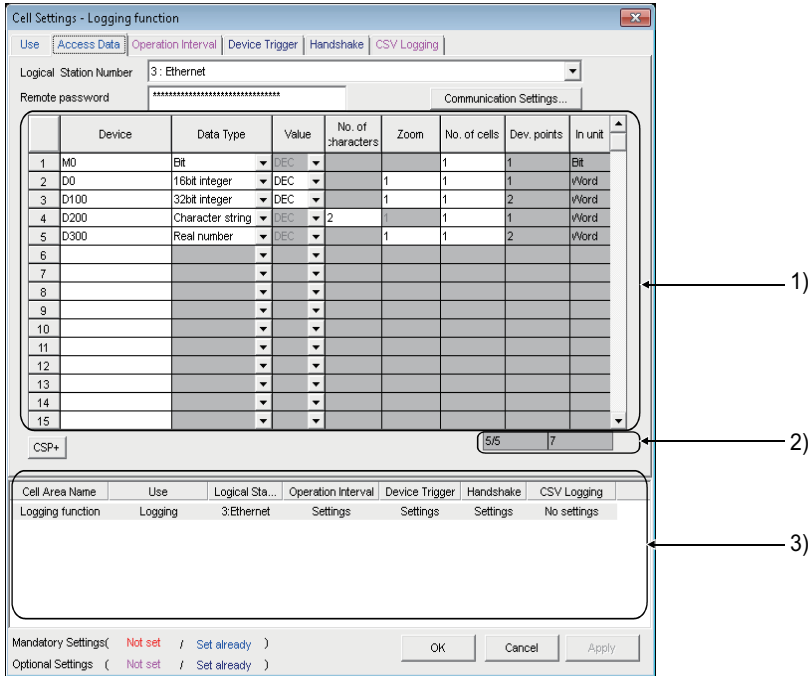 Cell Settings - Logging function
Use Access Data Operation Interval Device Trigger Handshake CSV Logging
Logical Station Number 3 : Ethernet
Remote password ****************************** Communication Settings...
Device Data Type Value No. of characters Zoom No. of cells Dev. points In unit
1 M0 Bit DEC 1 1 Bit
2 D0 16bit integer DEC 1 1 1 Word
3 D100 32bit integer DEC 1 1 2 Word
4 D200 Character string DEC 2 1 1 1 Word
5 D300 Real number DEC 1 1 2 Word
6
7
8
9
10
11
12
13
14
15
1)
CSP+ 5/5 7
2)
Cell Area Name Use Logical Sta... Operation Interval Device Trigger Handshake CSV Logging
Logging function Logging 3:Ethernet Settings Settings Settings No settings
3)
Mandatory Settings( Not set / Set already )
Optional Settings ( Not set / Set already )
OK Cancel Apply